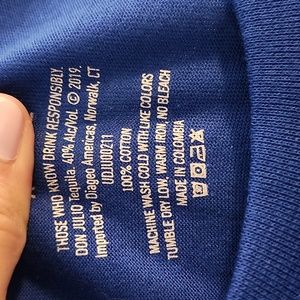 THOSE WHO KNOW DRINK RESPONSIBLY.
DON JULIO Tequila. 40% Alc/Vol. © 2019.
Imported by Diageo Americas, Norwalk, CT
UDJU00211
100% COTTON
MACHINE WASH COLD WITH LIKE COLORS
TUMBLE DRY LOW, WARM IRON, NO BLEACH
MADE IN COLOMBIA